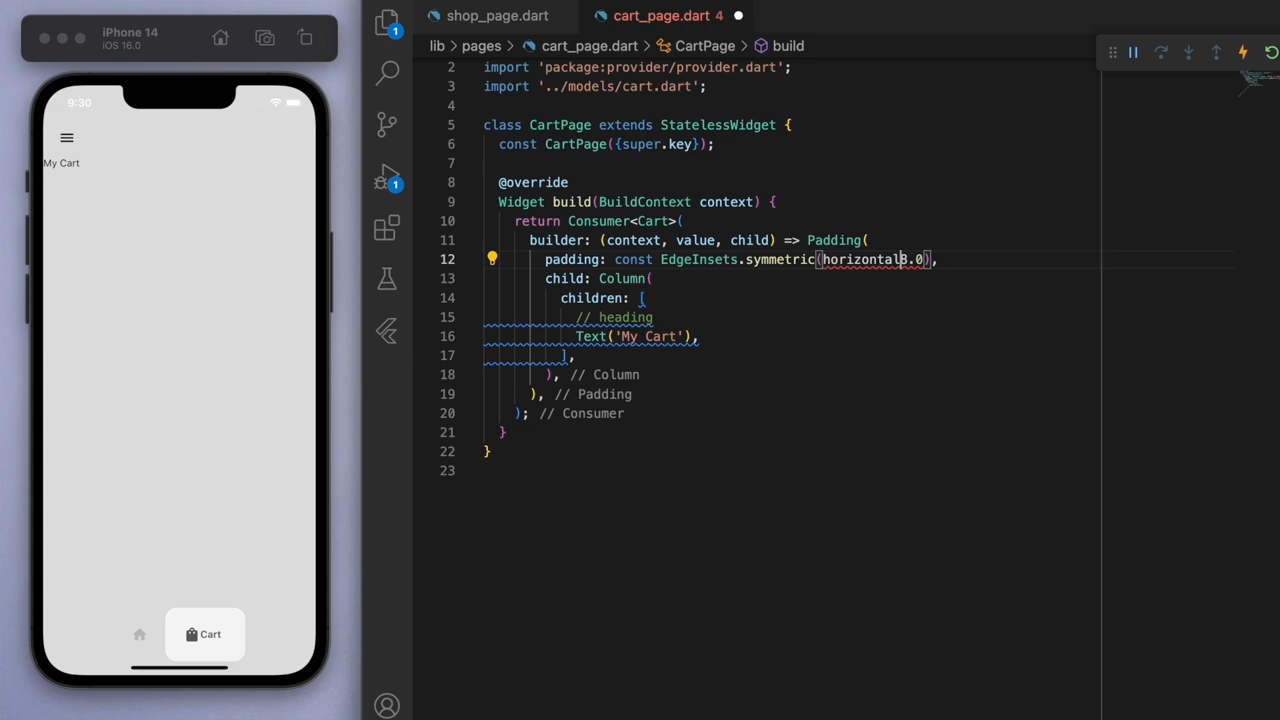 iPhone 14
iOS 16.0
9:30
My Cart
Cart
1
1
shop_page.dart
cart_page.dart 4
lib > pages > cart_page.dart > CartPage > build
2 import 'package:provider/provider.dart';
3 import '../models/cart.dart';
4
5 class CartPage extends StatelessWidget {
6 const CartPage({super.key});
7
8 @override
9 Widget build(BuildContext context) {
10 return Consumer<Cart>(
11 builder: (context, value, child) => Padding(
12 padding: const EdgeInsets.symmetric(horizontal8.0),
13 child: Column(
14 children: [
15 // heading
16 Text('My Cart'),
17 ],
18 ), // Column
19 ), // Padding
20 ); // Consumer
21 }
22 }
23